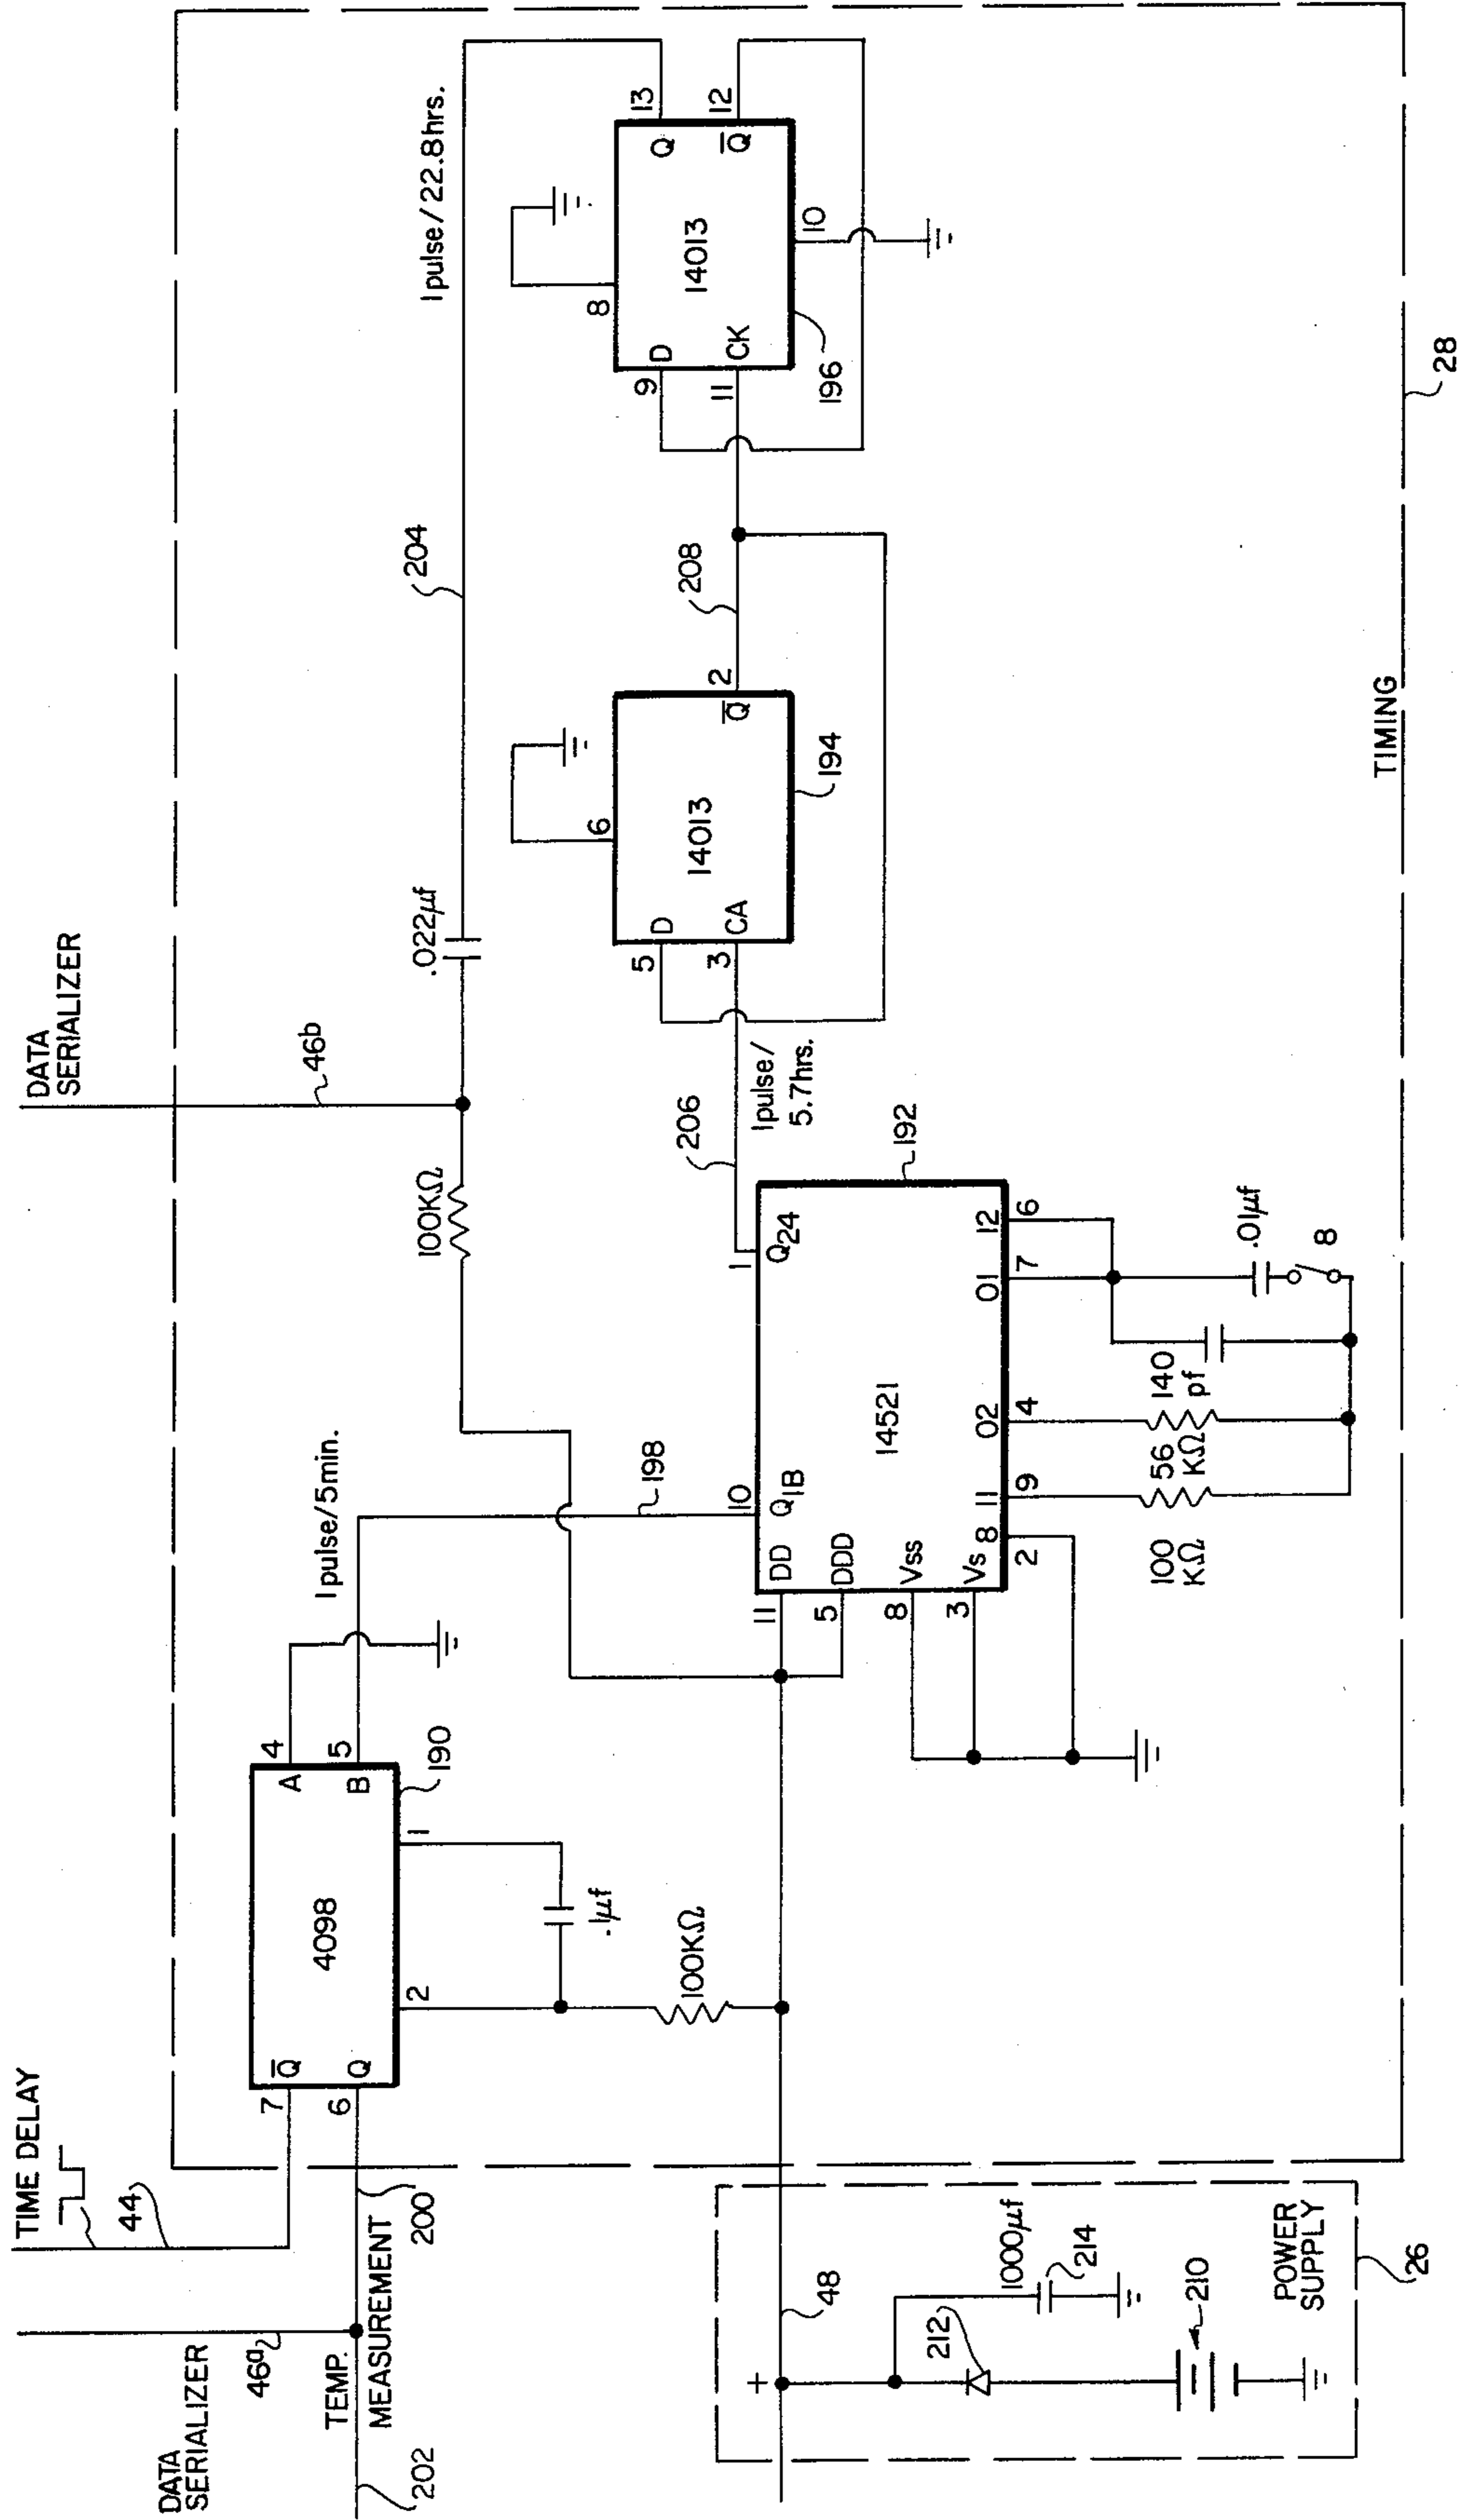 DATA
SERIALIZER
46a
TIME DELAY
44
TEMP.
MEASUREMENT
202
200
7
Q̅
6
Q
4098
A
4
B
5
2
1
190
.1µf
100KΩ
1pulse/5min.
198
DATA
SERIALIZER
46b
100KΩ
.022µf
204
1pulse/22.8hrs.
48
+
212
1000µf
214
210
POWER
SUPPLY
26
11
DD
5
DDD
8
Vss
3
Vs
10
Q1B
1
Q24
14521
192
2
8
9
11
4
02
7
01
6
12
100
KΩ
56
KΩ
140
pf
.01µf
8
206
1pulse/
5.7hrs.
5
D
3
CA
14013
6
Q̅
2
194
208
9
D
11
CK
14013
8
Q
13
Q̅
12
10
196
TIMING
28